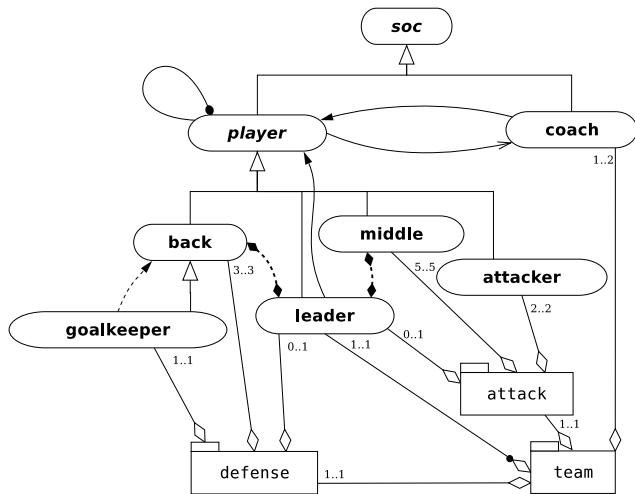 soc
player
coach
1..2
back
middle
3..3
5..5
attacker
goalkeeper
leader
2..2
1..1
0..1
1..1
0..1
attack
1..1
defense
1..1
team